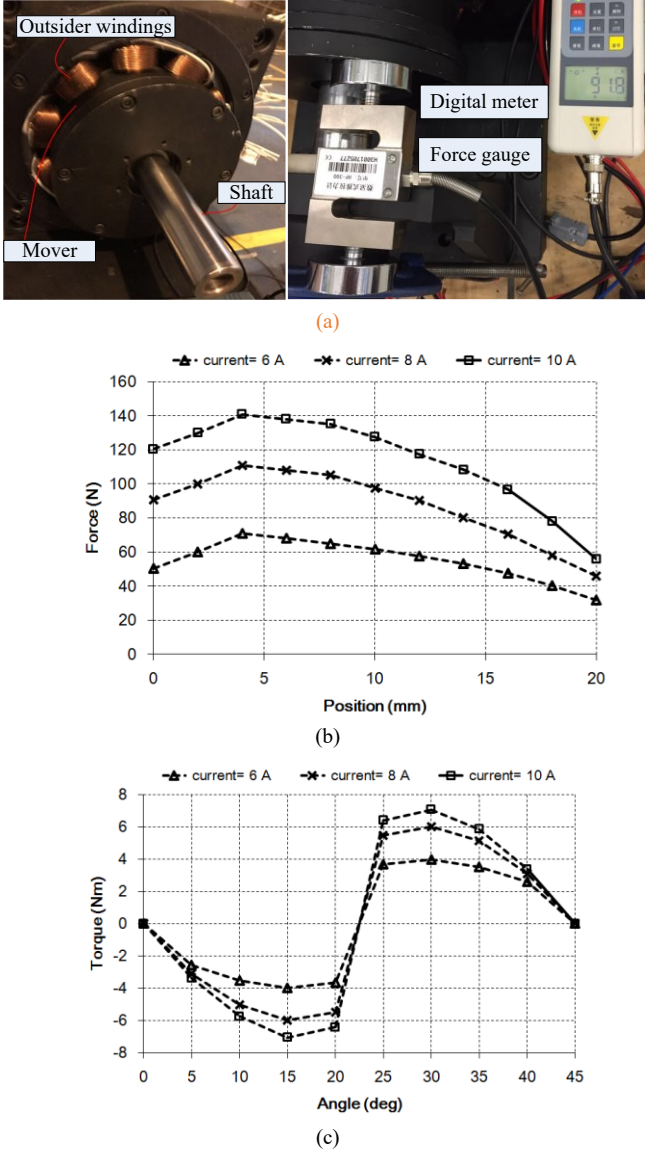 Outsider windings
Mover
Shaft
Digital meter
Force gauge
91.8
(a)
current= 6 A current= 8 A current= 10 A
160
140
120
100
80
60
40
20
0
Force (N)
0 5 10 15 20
Position (mm)
(b)
current= 6 A current= 8 A current= 10 A
8
6
4
2
0
-2
-4
-6
-8
Torque (Nm)
0 5 10 15 20 25 30 35 40 45
Angle (deg)
(c)